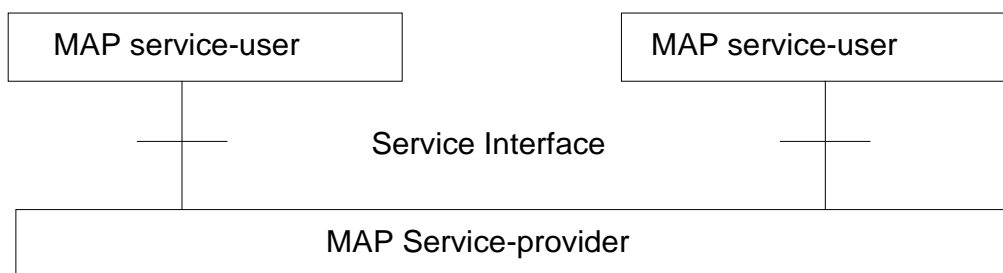 MAP service-user
MAP service-user
Service Interface
MAP Service-provider